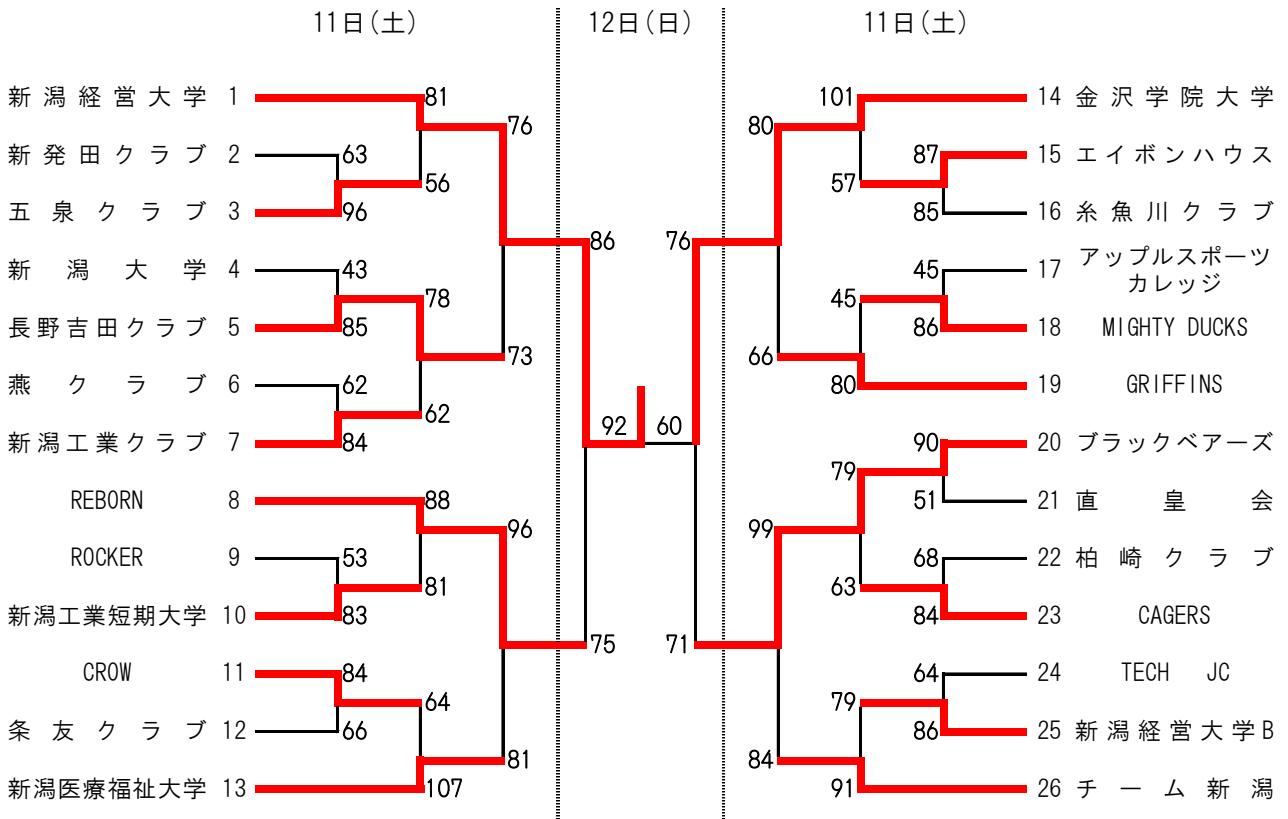 11日(土) 12日(日) 11日(土)
新潟経営大学 1 81 101 14 金沢学院大学
76 80
新発田クラブ 2 63 87 15 エイボンハウス
56 57
五泉クラブ 3 96 85 16 糸魚川クラブ
86 76
新潟大学 4 43 45 17 アップルスポーツ
カレッジ
78 45
長野吉田クラブ 5 85 86 18 MIGHTY DUCKS
73 66
燕クラブ 6 62 80 19 GRIFFINS
62 92 60
新潟工業クラブ 7 84 90 20 ブラックベアーズ
79
REBORN 8 88 51 21 直皇会
96 99
ROCKER 9 53 68 22 柏崎クラブ
81 63
新潟工業短期大学 10 83 84 23 CAGERS
75 71
CROW 11 84 64 24 TECH JC
64 79
条友クラブ 12 66 86 25 新潟経営大学B
81 84
新潟医療福祉大学 13 107 91 26 チーム新潟